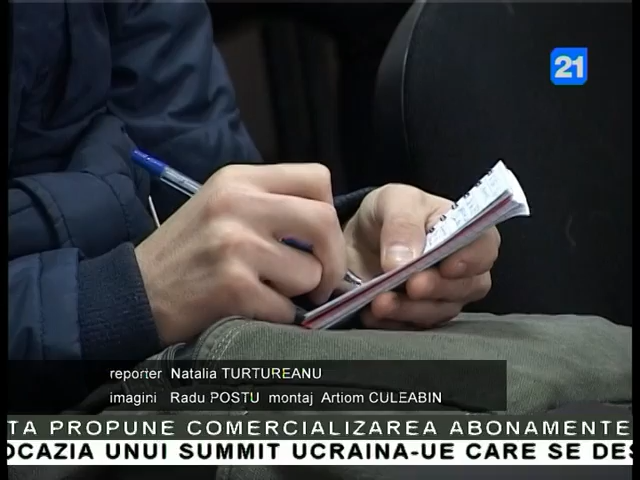 21
reporter Natalia TURTUREANU
imagini Radu POSTU montaj Artiom CULEABIN
TA PROPUNE COMERCIALIZAREA ABONAMENTE
OCAZIA UNUI SUMMIT UCRAINA-UE CARE SE DES